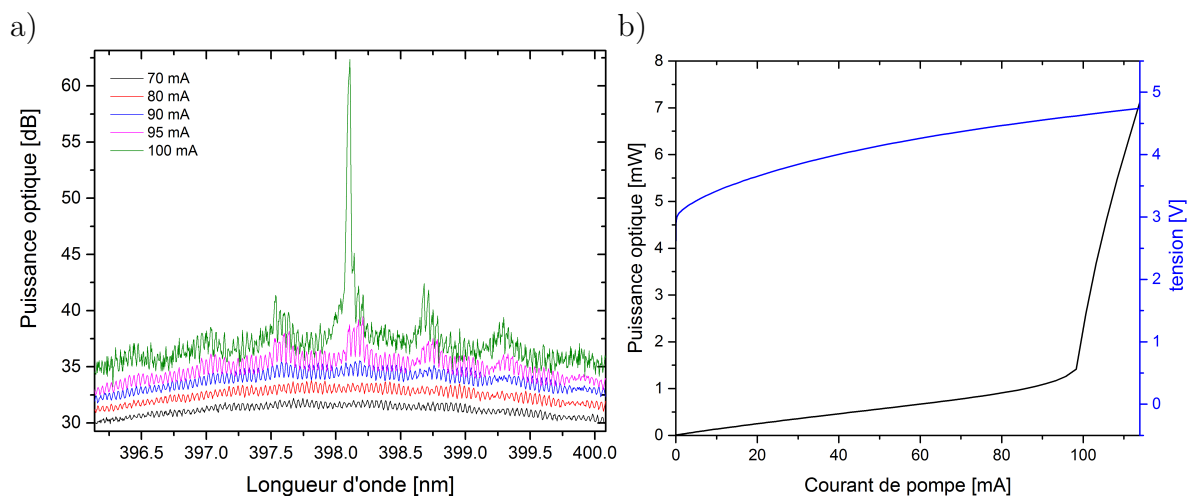 a)
Puissance optique [dB]
60
55
50
45
40
35
30
70 mA
80 mA
90 mA
95 mA
100 mA
396.5 397.0 397.5 398.0 398.5 399.0 399.5 400.0
Longueur d'onde [nm]
b)
Puissance optique [mW]
8
7
6
5
4
3
2
1
0
0 20 40 60 80 100
Courant de pompe [mA]
5
4
3
2
1
0
tension [V]